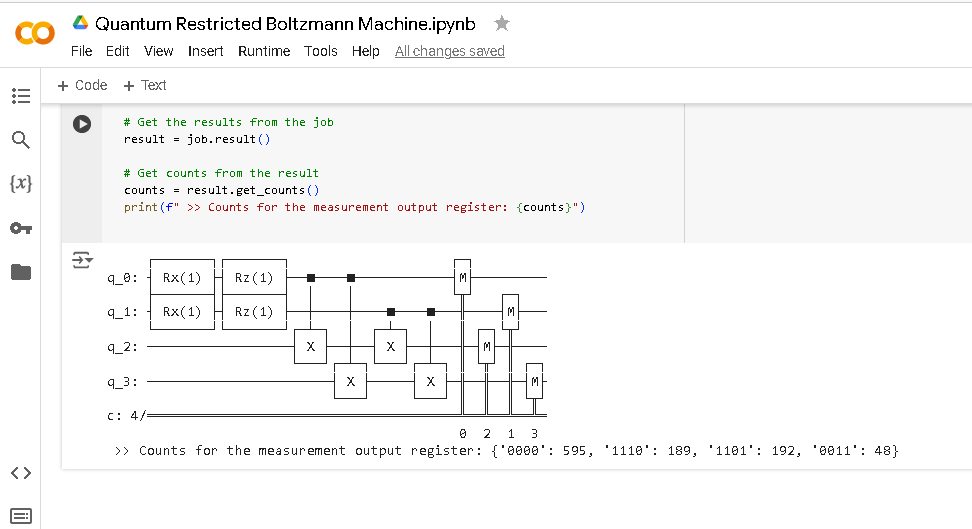 Quantum Restricted Boltzmann Machine.ipynb
File Edit View Insert Runtime Tools Help All changes saved
+ Code + Text
# Get the results from the job
result = job.result()
# Get counts from the result
counts = result.get_counts()
print(f" >> Counts for the measurement output register: {counts}")
q_0: Rx(1) Rz(1) M
q_1: Rx(1) Rz(1) M
q_2: X X M
q_3: X X M
c: 4/
0 2 1 3
>> Counts for the measurement output register: {'0000': 595, '1110': 189, '1101': 192, '0011': 48}